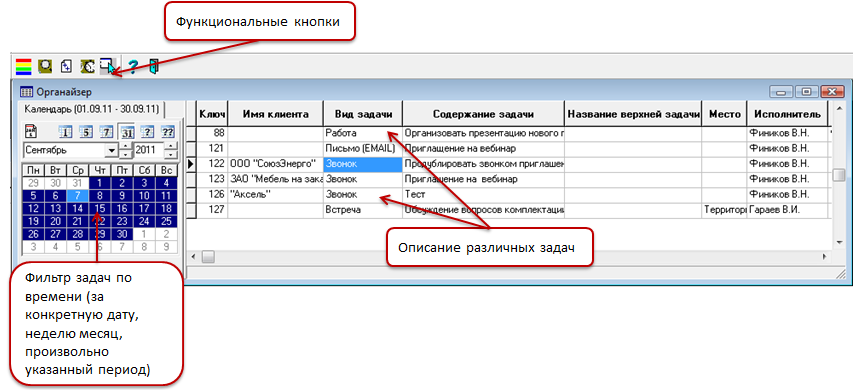 Функциональные кнопки
Органайзер
Календарь (01.09.11 - 30.09.11)
1 5 7 31 ? ??
Сентябрь 2011
Пн Вт Ср Чт Пт Сб Вс
29 30 31 1 2 3 4
5 6 7 8 9 10 11
12 13 14 15 16 17 18
19 20 21 22 23 24 25
26 27 28 29 30 1 2
3 4 5 6 7 8 9
Ключ Имя клиента Вид задачи Содержание задачи Название верхней задачи Место Исполнитель
88 Работа Организовать презентацию нового г Фиников В.Н.
121 Письмо (EMAIL) Приглашение на вебинар Фиников В.Н.
122 ООО "СоюзЭнерго" Звонок Продублировать звонком приглашен Фиников В.Н.
123 ЗАО "Мебель на зака Звонок Приглашение на вебинар Фиников В.Н.
126 "Аксель" Звонок Тест Фиников В.Н.
127 Встреча Обсуждение вопросов комплектаци Территори Гараев В.И.
Описание различных задач
Фильтр задач по
времени (за
конкретную дату,
неделю месяц,
произвольно
указанный период)